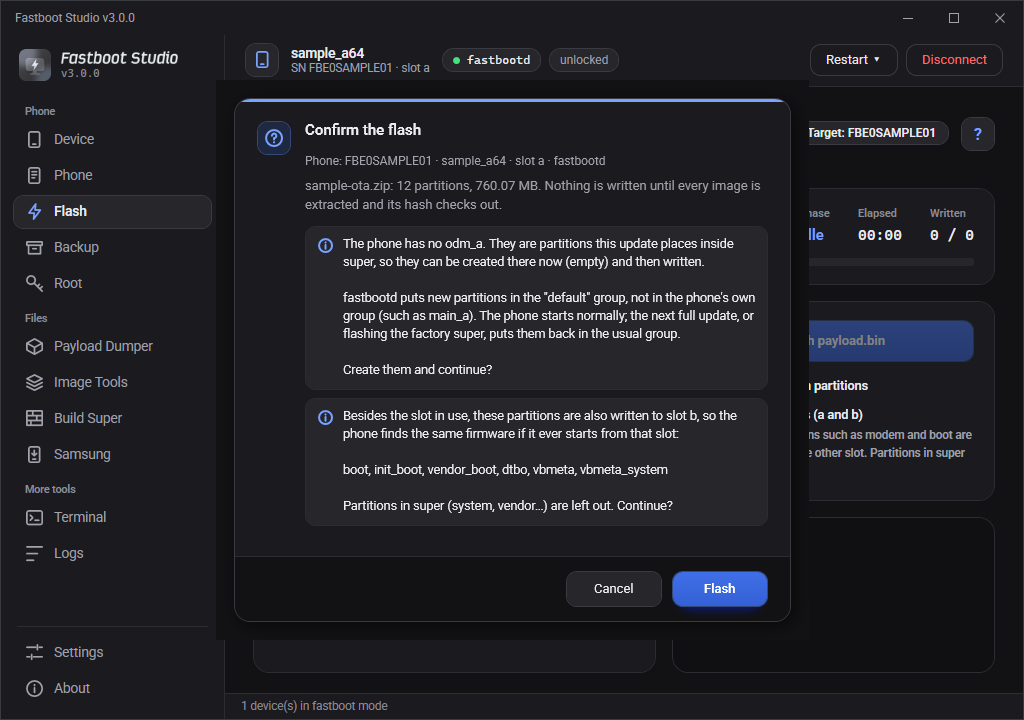 Fastboot Studio v3.0.0
Fastboot Studio
v3.0.0
sample_a64
SN FBE0SAMPLE01 · slot a
fastbootd
unlocked
Restart ▾
Disconnect
Phone
Device
Phone
Flash
Backup
Root
Files
Payload Dumper
Image Tools
Build Super
Samsung
More tools
Terminal
Logs
Settings
About
Target: FBE0SAMPLE01
?
Elapsed
Written
00:00
0 / 0
payload.bin
partitions
(a and b)
such as modem and boot are
other slot. Partitions in super
Confirm the flash
Phone: FBE0SAMPLE01 · sample_a64 · slot a · fastbootd
sample-ota.zip: 12 partitions, 760.07 MB. Nothing is written until every image is
extracted and its hash checks out.
The phone has no odm_a. They are partitions this update places inside
super, so they can be created there now (empty) and then written.
fastbootd puts new partitions in the "default" group, not in the phone's own
group (such as main_a). The phone starts normally; the next full update, or
flashing the factory super, puts them back in the usual group.
Create them and continue?
Besides the slot in use, these partitions are also written to slot b, so the
phone finds the same firmware if it ever starts from that slot:
boot, init_boot, vendor_boot, dtbo, vbmeta, vbmeta_system
Partitions in super (system, vendor...) are left out. Continue?
Cancel
Flash
1 device(s) in fastboot mode